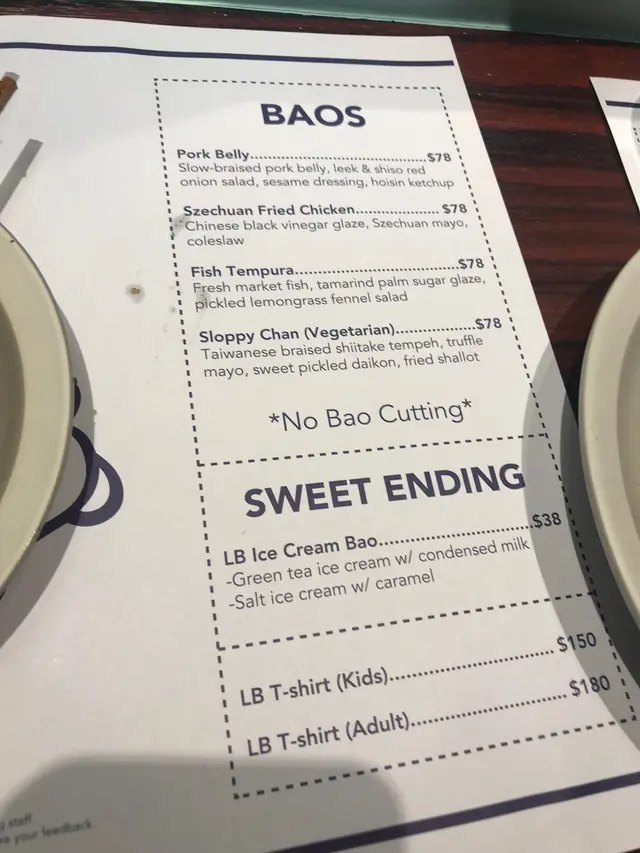 BAOS
Pork Belly..........................................$78
Slow-braised pork belly, leek & shiso red
onion salad, sesame dressing, hoisin ketchup
Szechuan Fried Chicken.................... $78
Chinese black vinegar glaze, Szechuan mayo,
coleslaw
Fish Tempura.......................................$78
Fresh market fish, tamarind palm sugar glaze,
pickled lemongrass fennel salad
Sloppy Chan (Vegetarian)...................$78
Taiwanese braised shiitake tempeh, truffle
mayo, sweet pickled daikon, fried shallot
*No Bao Cutting*
SWEET ENDING
LB Ice Cream Bao..........................$38
-Green tea ice cream w/ condensed milk
-Salt ice cream w/ caramel
LB T-shirt (Kids)........................... $150
LB T-shirt (Adult).......................... $180
staff.
your feedback.